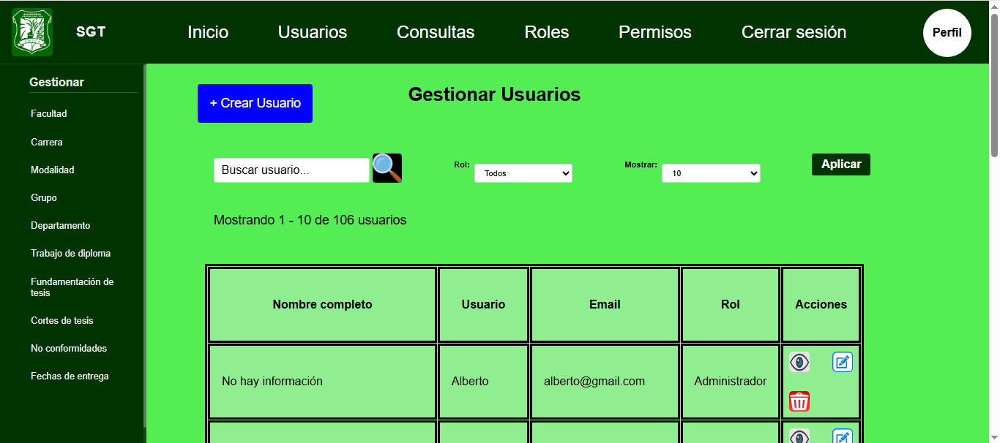 SGT
Inicio
Usuarios
Consultas
Roles
Permisos
Cerrar sesión
Perfil
Gestionar
Facultad
Carrera
Modalidad
Grupo
Departamento
Trabajo de diploma
Fundamentación de
tesis
Cortes de tesis
No conformidades
Fechas de entrega
+ Crear Usuario
Gestionar Usuarios
Buscar usuario...
Rol:
Todos
Mostrar:
10
Aplicar
Mostrando 1 - 10 de 106 usuarios
Nombre completo
Usuario
Email
Rol
Acciones
No hay información
Alberto
alberto@gmail.com
Administrador